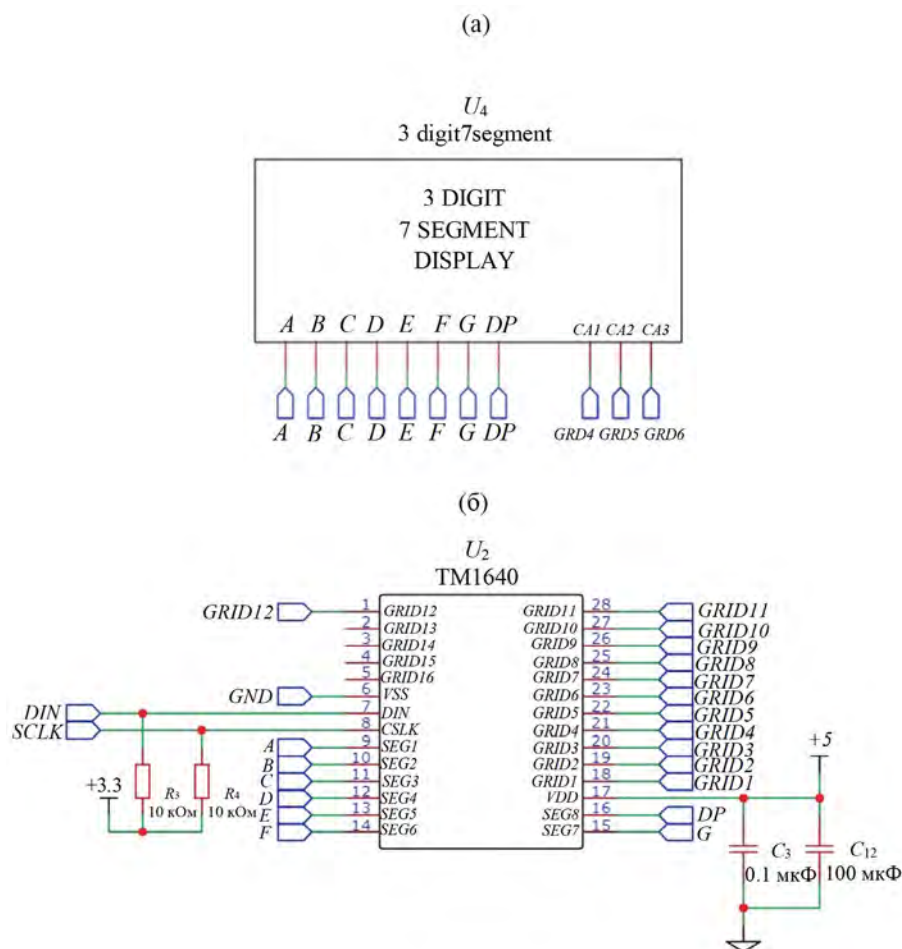 (а)
U4
3 digit7segment
3 DIGIT
7 SEGMENT
DISPLAY
A B C D E F G DP CA1 CA2 CA3
A B C D E F G DP GRD4 GRD5 GRD6
(б)
U2
TM1640
GRID12 1 GRID12 GRID11 28 GRID11
2 GRID13 GRID10 27 GRID10
3 GRID14 GRID9 26 GRID9
4 GRID15 GRID8 25 GRID8
5 GRID16 GRID7 24 GRID7
GND 6 VSS GRID6 23 GRID6
DIN 7 DIN GRID5 22 GRID5
SCLK 8 CSLK GRID4 21 GRID4
A 9 SEG1 GRID3 20 GRID3
B 10 SEG2 GRID2 19 GRID2
C 11 SEG3 GRID1 18 GRID1
D 12 SEG4 VDD 17
E 13 SEG5 SEG8 16 DP
F 14 SEG6 SEG7 15 G
+3.3
R3
10 кОм
R4
10 кОм
+5
C3
0.1 мкФ
C12
100 мкФ